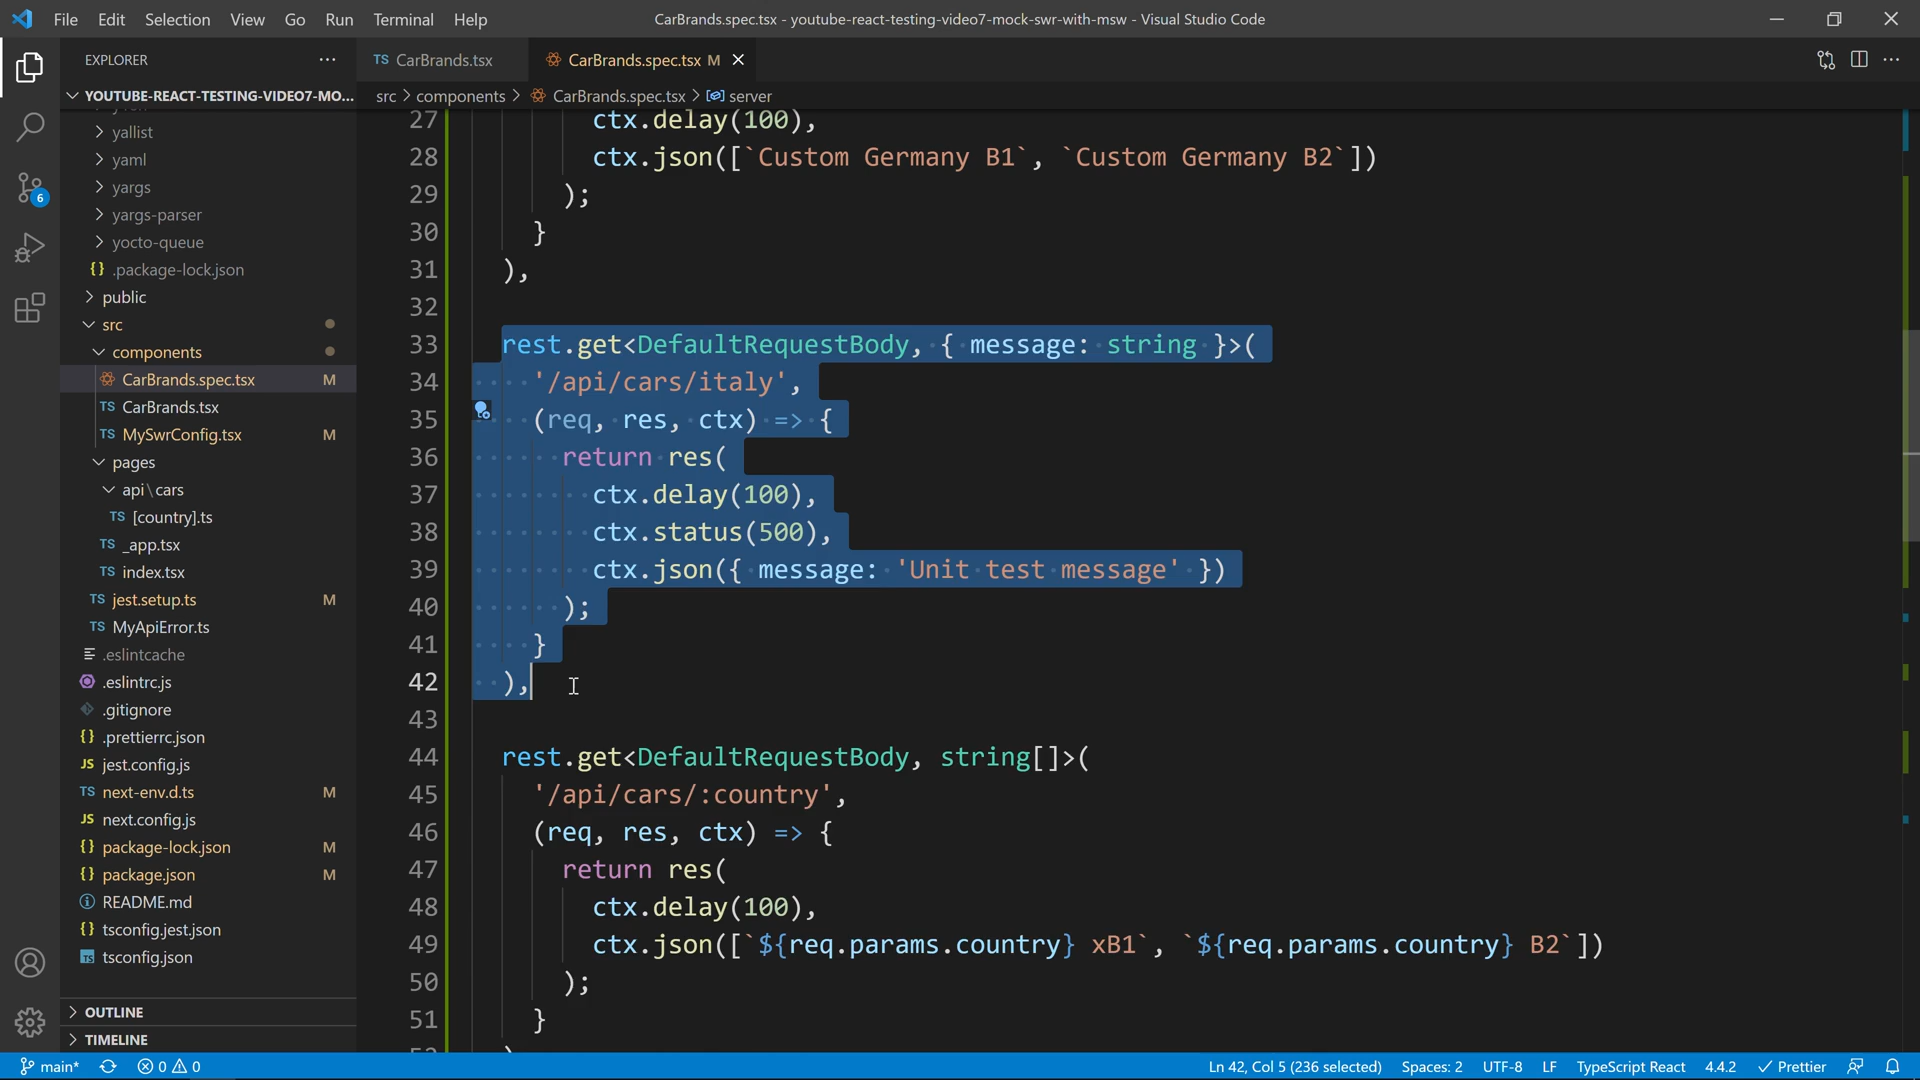 File Edit Selection View Go Run Terminal Help
CarBrands.spec.tsx - youtube-react-testing-video7-mock-swr-with-msw - Visual Studio Code
EXPLORER
TS CarBrands.tsx
CarBrands.spec.tsx M
YOUTUBE-REACT-TESTING-VIDEO7-MO...
src > components > CarBrands.spec.tsx > server
yallist
yaml
yargs
yargs-parser
yocto-queue
{} .package-lock.json
public
src
components
CarBrands.spec.tsx M
TS CarBrands.tsx
TS MySwrConfig.tsx M
pages
api\cars
TS [country].ts
TS _app.tsx
TS index.tsx
TS jest.setup.ts M
TS MyApiError.ts
.eslintcache
.eslintrc.js
.gitignore
{} .prettierrc.json
JS jest.config.js
TS next-env.d.ts M
JS next.config.js
{} package-lock.json M
{} package.json M
README.md
{} tsconfig.jest.json
TS tsconfig.json
OUTLINE
TIMELINE
6
27 ctx.delay(100),
28 ctx.json([`Custom Germany B1`, `Custom Germany B2`])
29 );
30 }
31 ),
32
33 rest.get<DefaultRequestBody, { message: string }>(
34 '/api/cars/italy',
35 (req, res, ctx) => {
36 return res(
37 ctx.delay(100),
38 ctx.status(500),
39 ctx.json({ message: 'Unit test message' })
40 );
41 }
42 ),
43
44 rest.get<DefaultRequestBody, string[]>(
45 '/api/cars/:country',
46 (req, res, ctx) => {
47 return res(
48 ctx.delay(100),
49 ctx.json([`${req.params.country} xB1`, `${req.params.country} B2`])
50 );
51 }
main* 0 0 Ln 42, Col 5 (236 selected) Spaces: 2 UTF-8 LF TypeScript React 4.4.2 Prettier